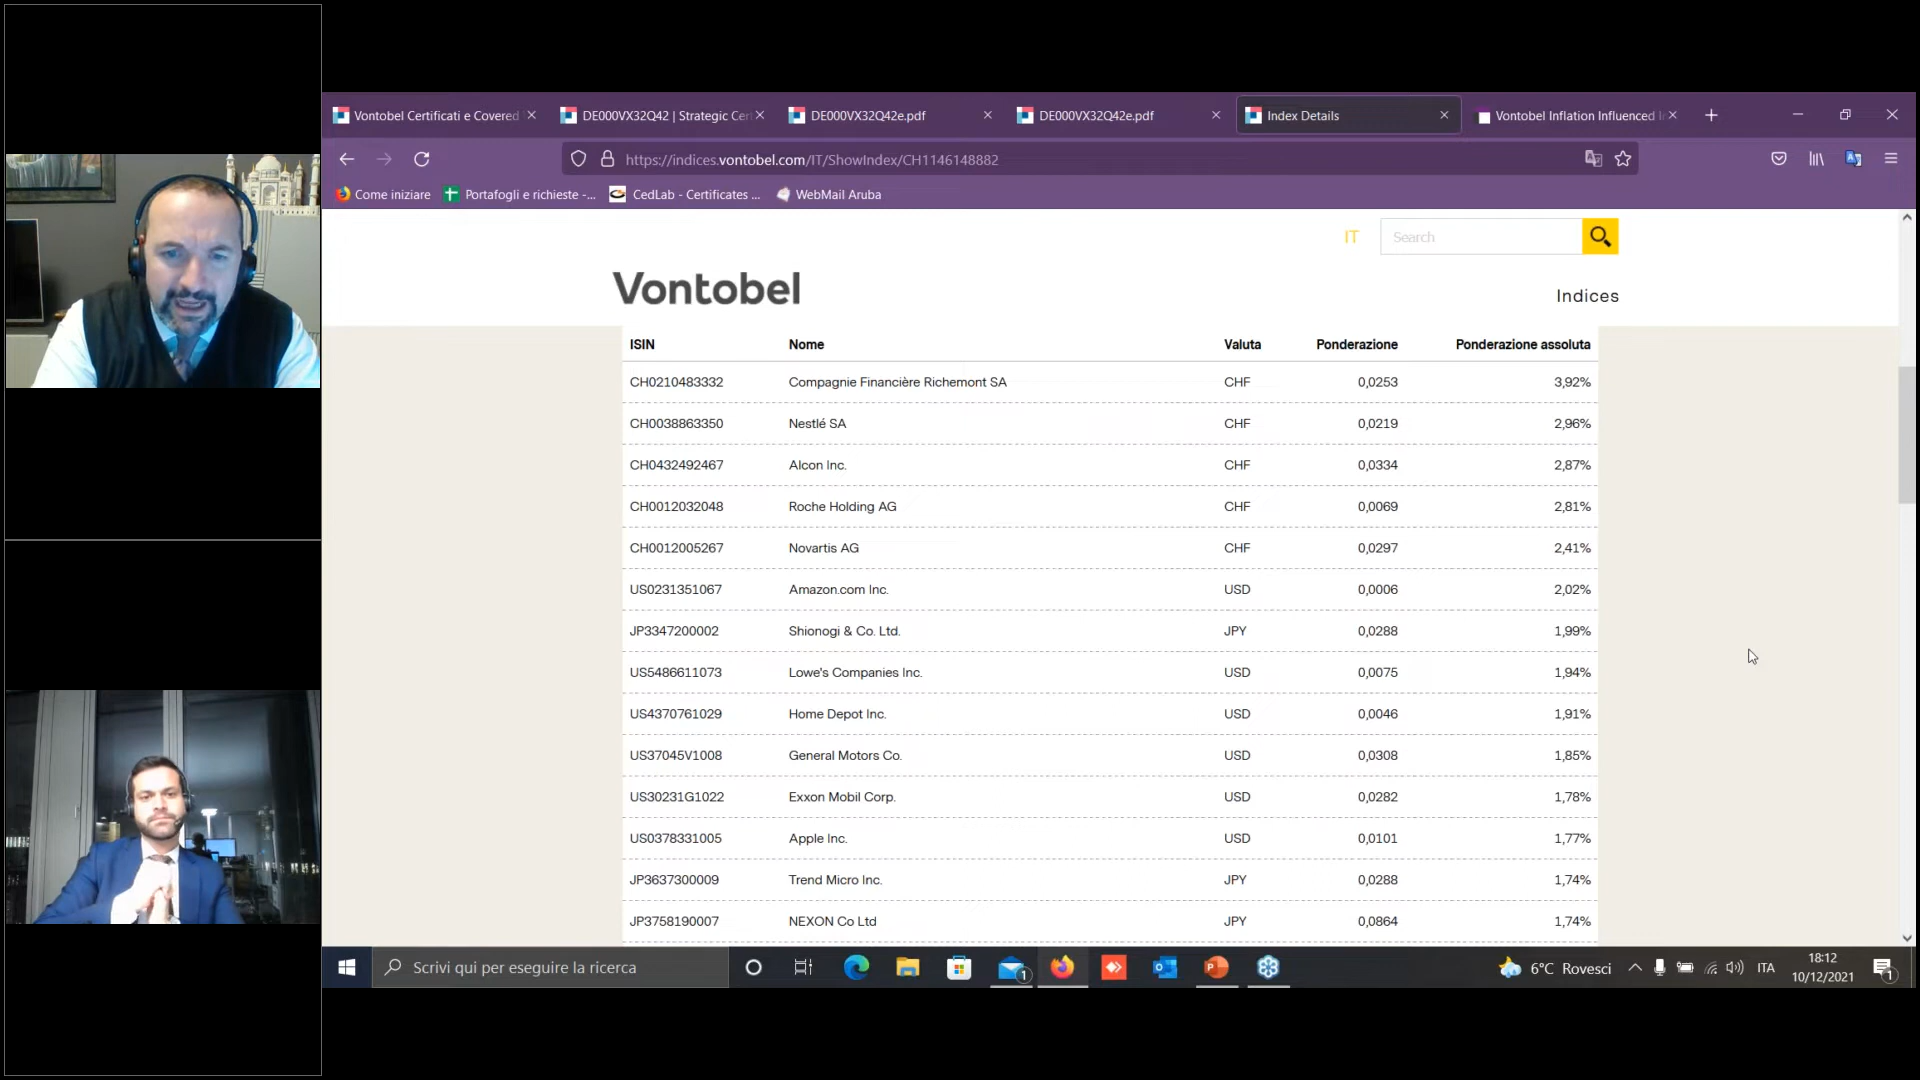 Vontobel Certificati e Covered
DE000VX32Q42 | Strategic Cer
DE000VX32Q42e.pdf
DE000VX32Q42e.pdf
Index Details
Vontobel Inflation Influenced I
https://indices.vontobel.com/IT/ShowIndex/CH1146148882
Come iniziare
Portafogli e richieste -...
CedLab - Certificates ...
WebMail Aruba
IT
Search
Vontobel
Indices
ISIN Nome Valuta Ponderazione Ponderazione assoluta
CH0210483332 Compagnie Financière Richemont SA CHF 0,0253 3,92%
CH0038863350 Nestlé SA CHF 0,0219 2,96%
CH0432492467 Alcon Inc. CHF 0,0334 2,87%
CH0012032048 Roche Holding AG CHF 0,0069 2,81%
CH0012005267 Novartis AG CHF 0,0297 2,41%
US0231351067 Amazon.com Inc. USD 0,0006 2,02%
JP3347200002 Shionogi & Co. Ltd. JPY 0,0288 1,99%
US5486611073 Lowe's Companies Inc. USD 0,0075 1,94%
US4370761029 Home Depot Inc. USD 0,0046 1,91%
US37045V1008 General Motors Co. USD 0,0308 1,85%
US30231G1022 Exxon Mobil Corp. USD 0,0282 1,78%
US0378331005 Apple Inc. USD 0,0101 1,77%
JP3637300009 Trend Micro Inc. JPY 0,0288 1,74%
JP3758190007 NEXON Co Ltd JPY 0,0864 1,74%
Scrivi qui per eseguire la ricerca
1
6°C Rovesci
ITA
18:12
10/12/2021
1